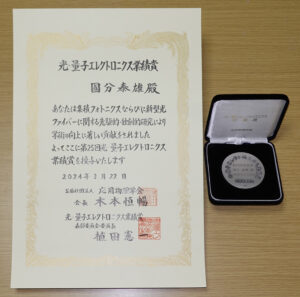 光・量子エレクトロニクス業績賞
国分泰雄殿
あなたは集積フォトニクスならびに新型光
ファイバーに関する先駆的・独創的研究により
学術の向上に著しい貢献をされました
よってここに第25回光・量子エレクトロニクス
業績賞を授与いたします
2024年3月23日
公益社団法人 応用物理学会
会長 木本恒暢
光・量子エレクトロニクス業績賞
表彰委員会委員長
植田憲一